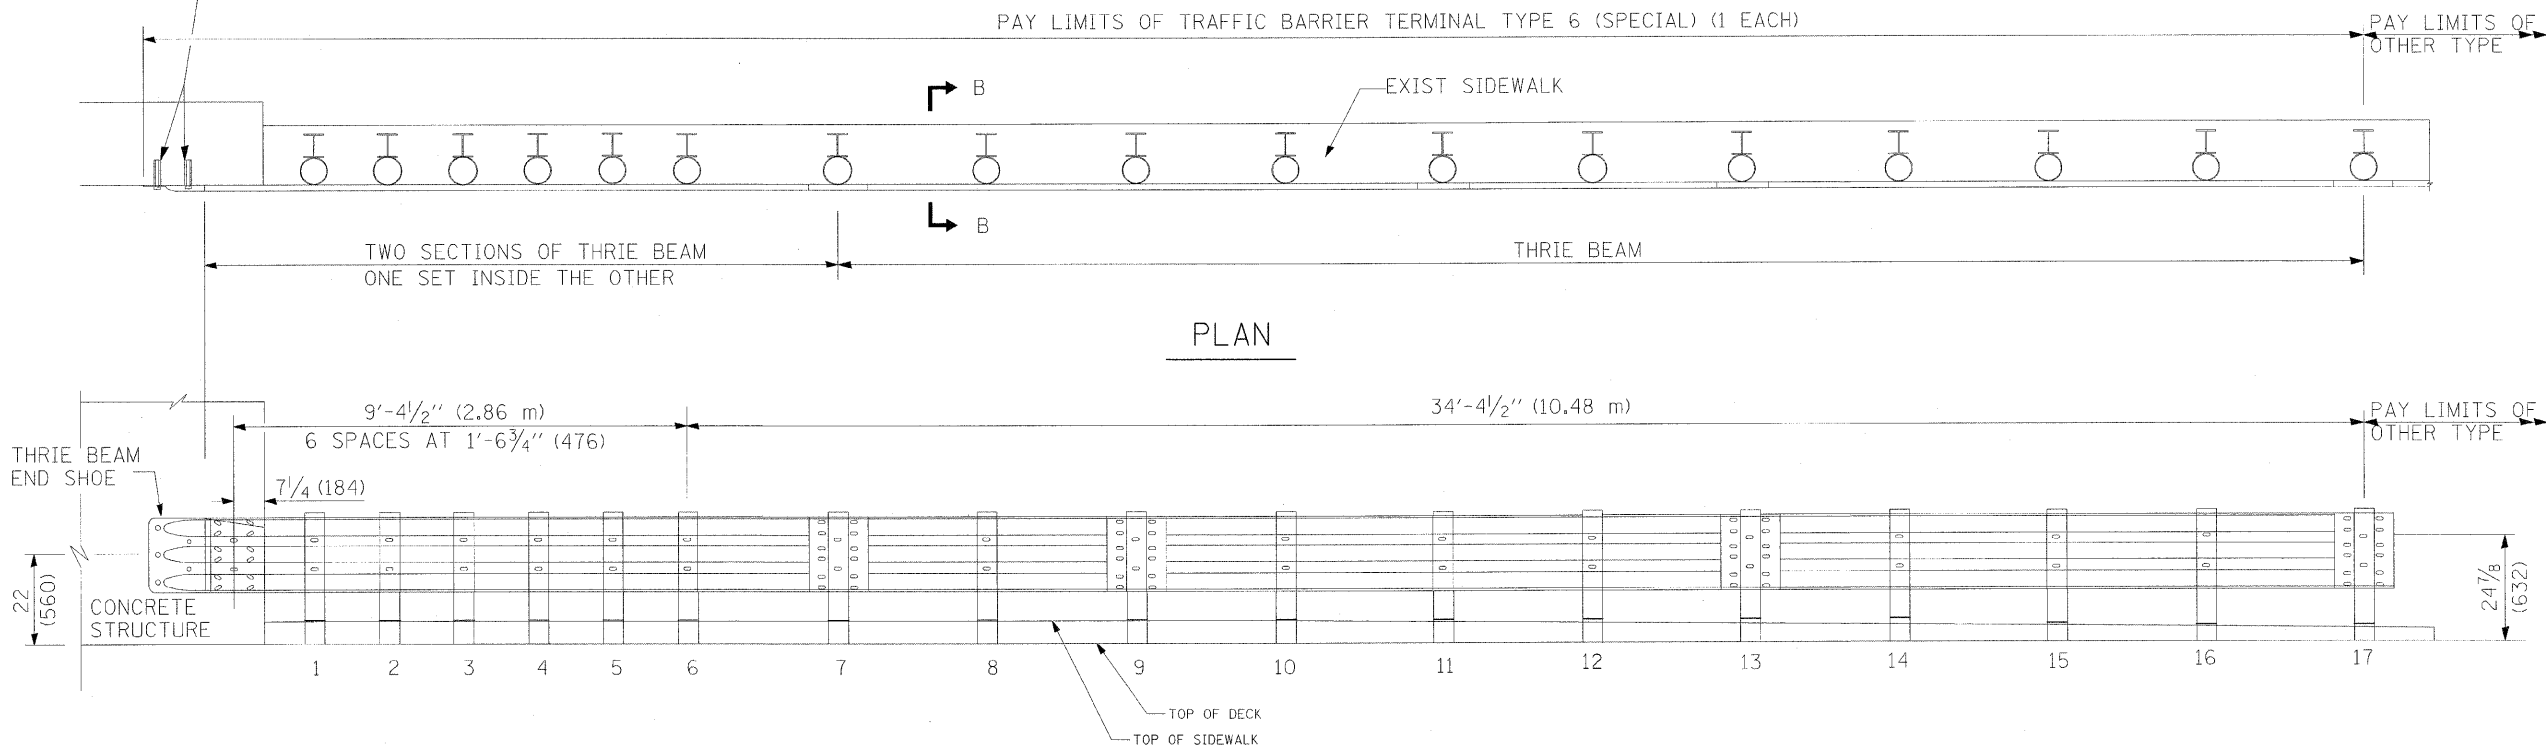 PAY LIMITS OF TRAFFIC BARRIER TERMINAL TYPE 6 (SPECIAL) (1 EACH)
PAY LIMITS OF
OTHER TYPE
B
EXIST SIDEWALK
B
TWO SECTIONS OF THRIE BEAM
ONE SET INSIDE THE OTHER
THRIE BEAM
PLAN
9'-4½" (2.86 m)
6 SPACES AT 1'-6¾" (476)
34'-4½" (10.48 m)
PAY LIMITS OF
OTHER TYPE
THRIE BEAM
END SHOE
7¼ (184)
22
(560)
CONCRETE
STRUCTURE
24⅞
(632)
1 2 3 4 5 6 7 8 9 10 11 12 13 14 15 16 17
TOP OF DECK
TOP OF SIDEWALK